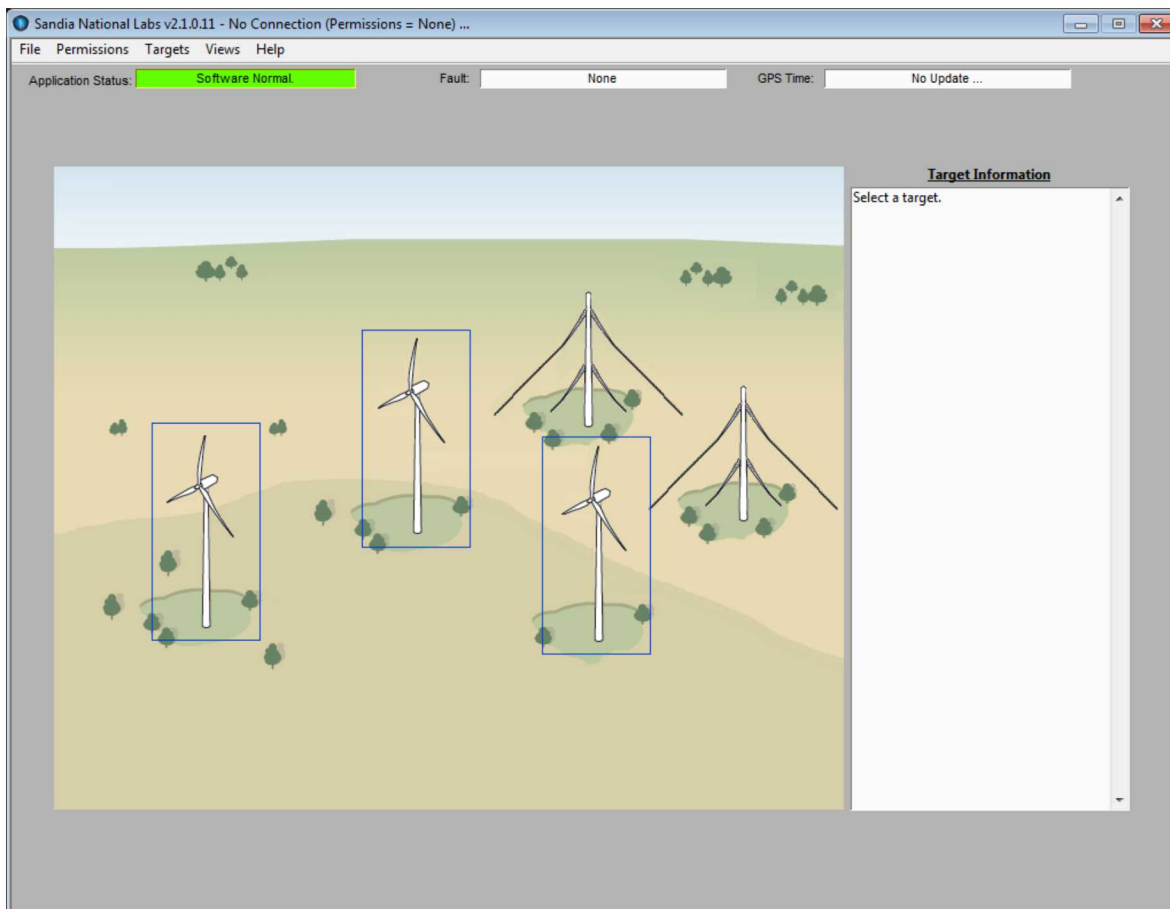 Sandia National Labs v2.1.0.11 - No Connection (Permissions = None) ...
File Permissions Targets Views Help
Application Status: Software Normal. Fault: None GPS Time: No Update ...
Target Information
Select a target.